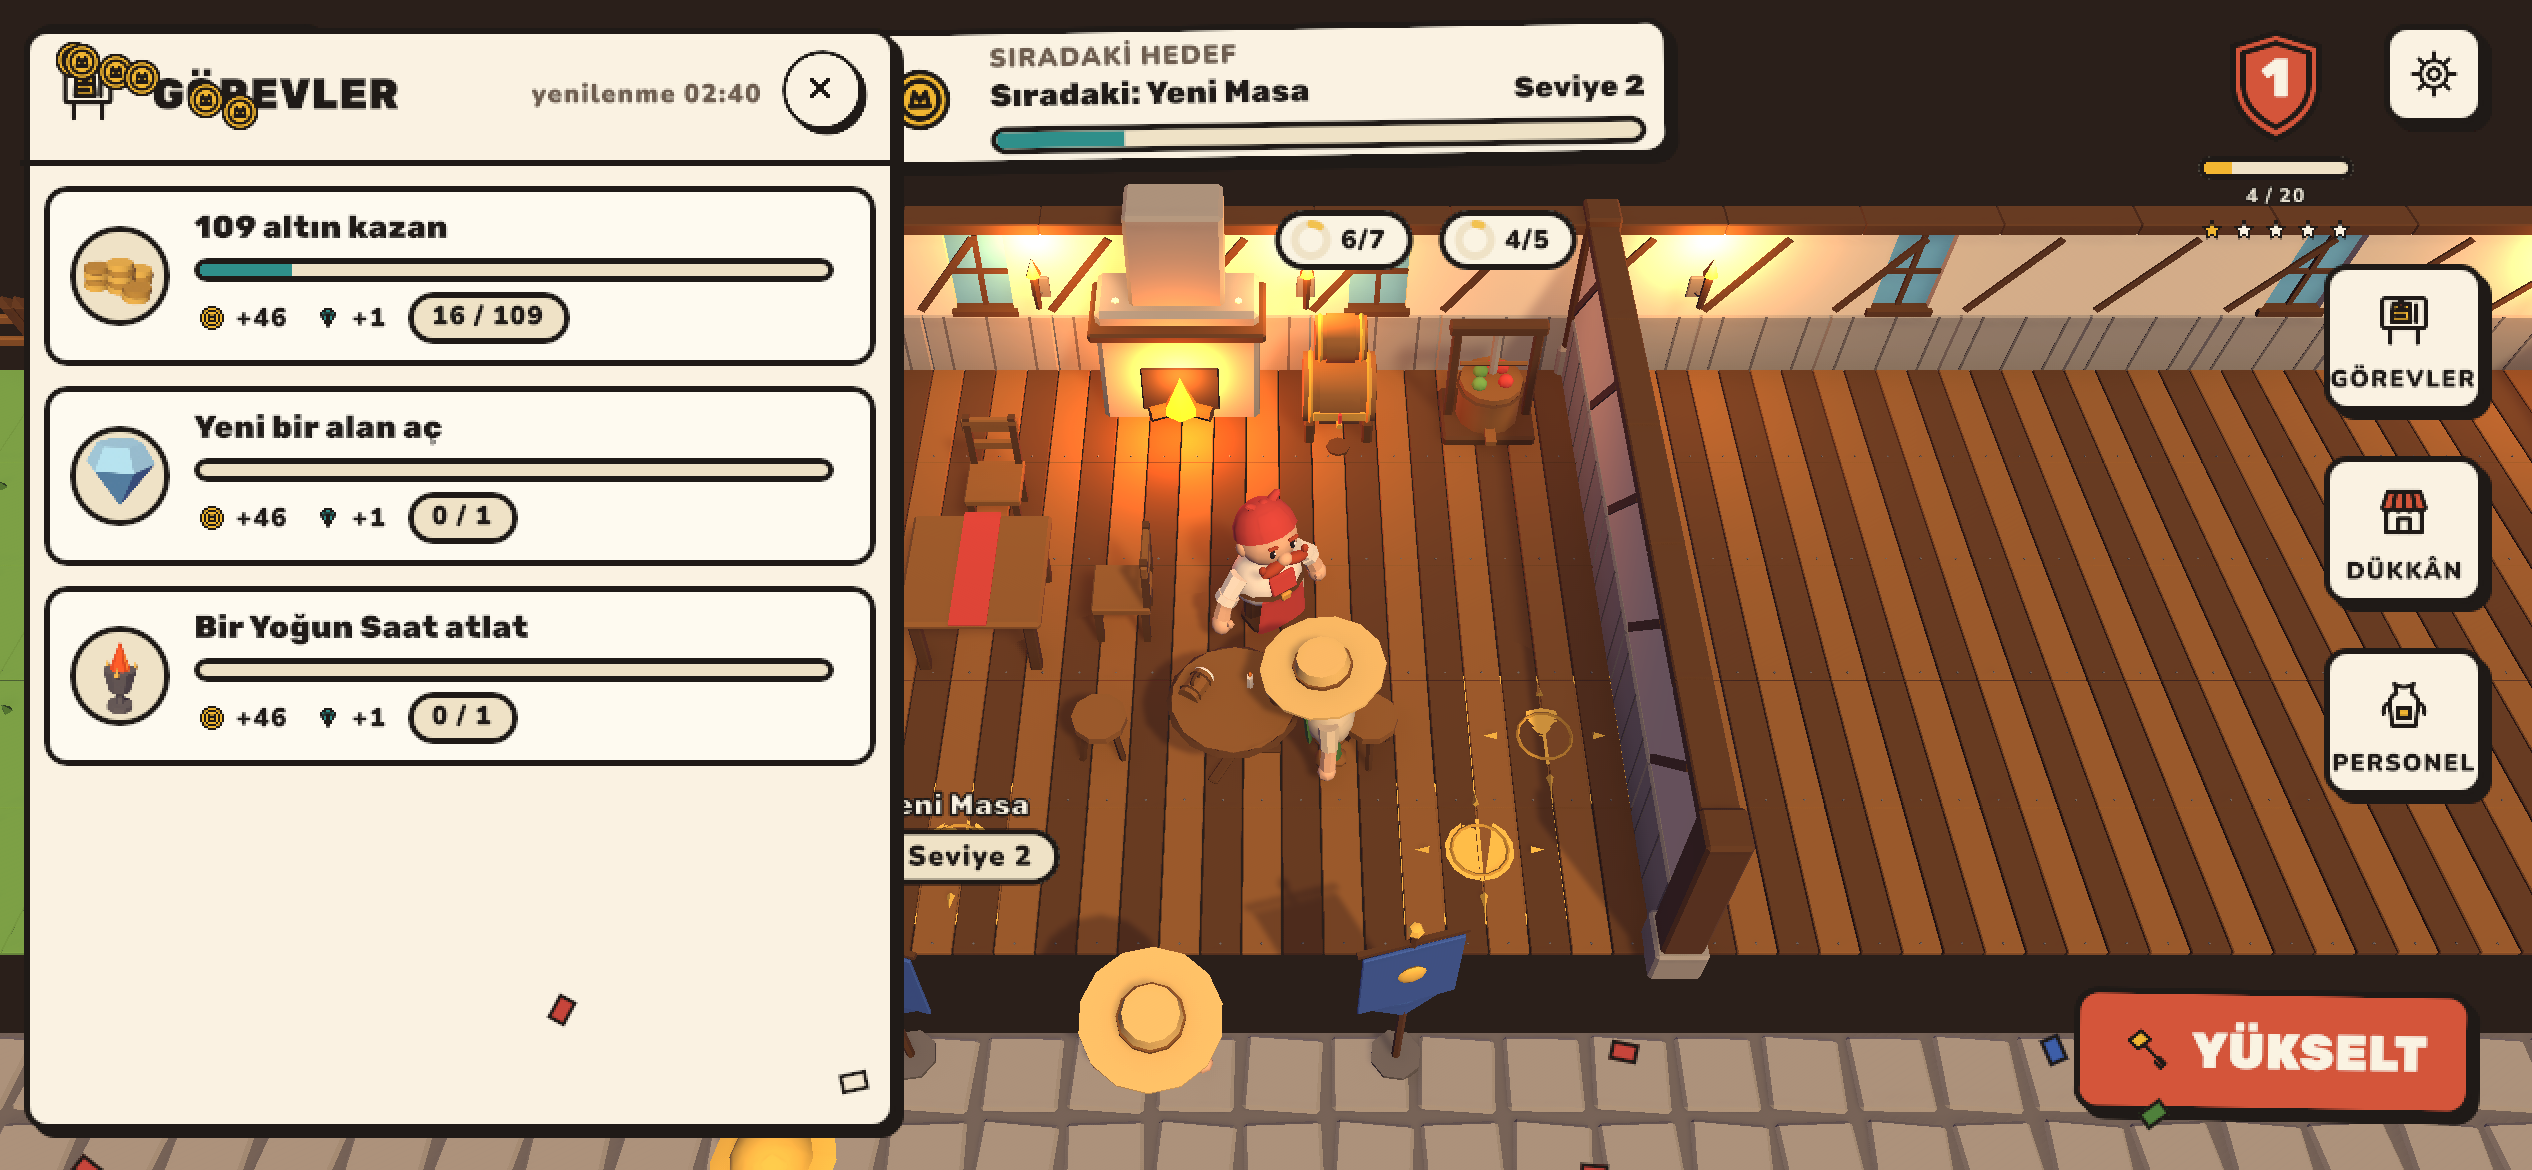 GÖREVLER
yenilenme 02:40
109 altın kazan
+46 +1 16 / 109
Yeni bir alan aç
+46 +1 0 / 1
Bir Yoğun Saat atlat
+46 +1 0 / 1
SIRADAKİ HEDEF
Sıradaki: Yeni Masa Seviye 2
1
4 / 20
6/7 4/5
GÖREVLER
DÜKKÂN
PERSONEL
eni Masa
Seviye 2
YÜKSELT